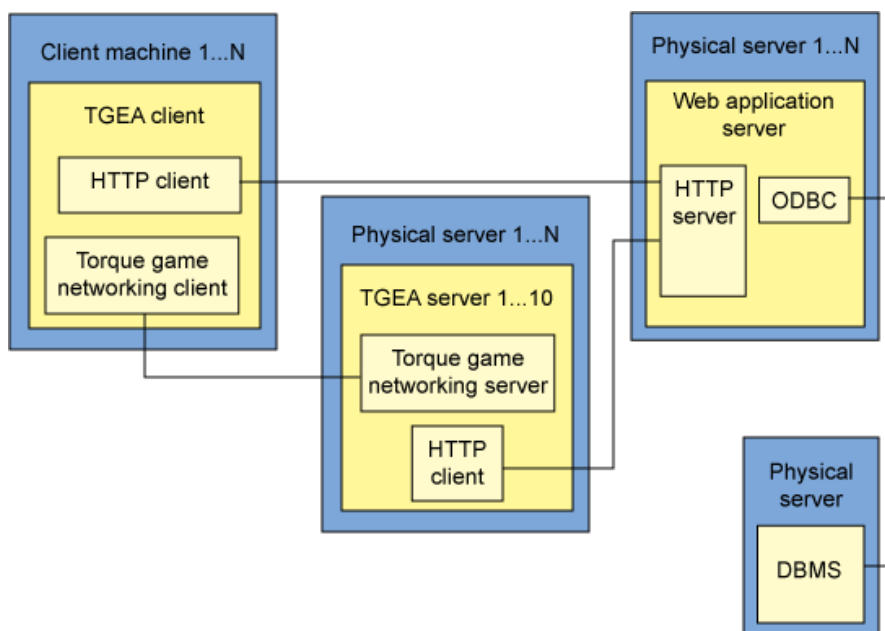 Client machine 1...N
TGEA client
HTTP client
Torque game
networking client
Physical server 1...N
TGEA server 1...10
Torque game
networking server
HTTP
client
Physical server 1...N
Web application
server
HTTP
server
ODBC
Physical
server
DBMS